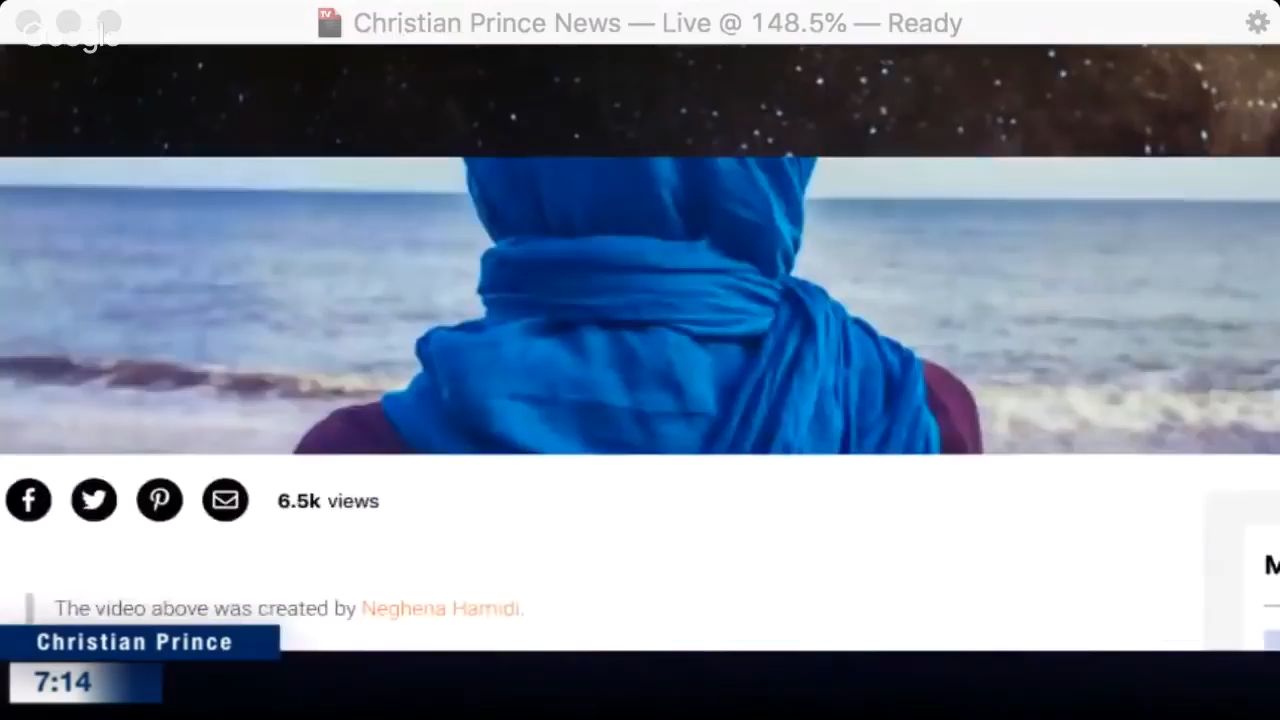 Christian Prince News — Live @ 148.5% — Ready
Google
6.5k views
The video above was created by Neghena Hamidi.
Christian Prince
7:14